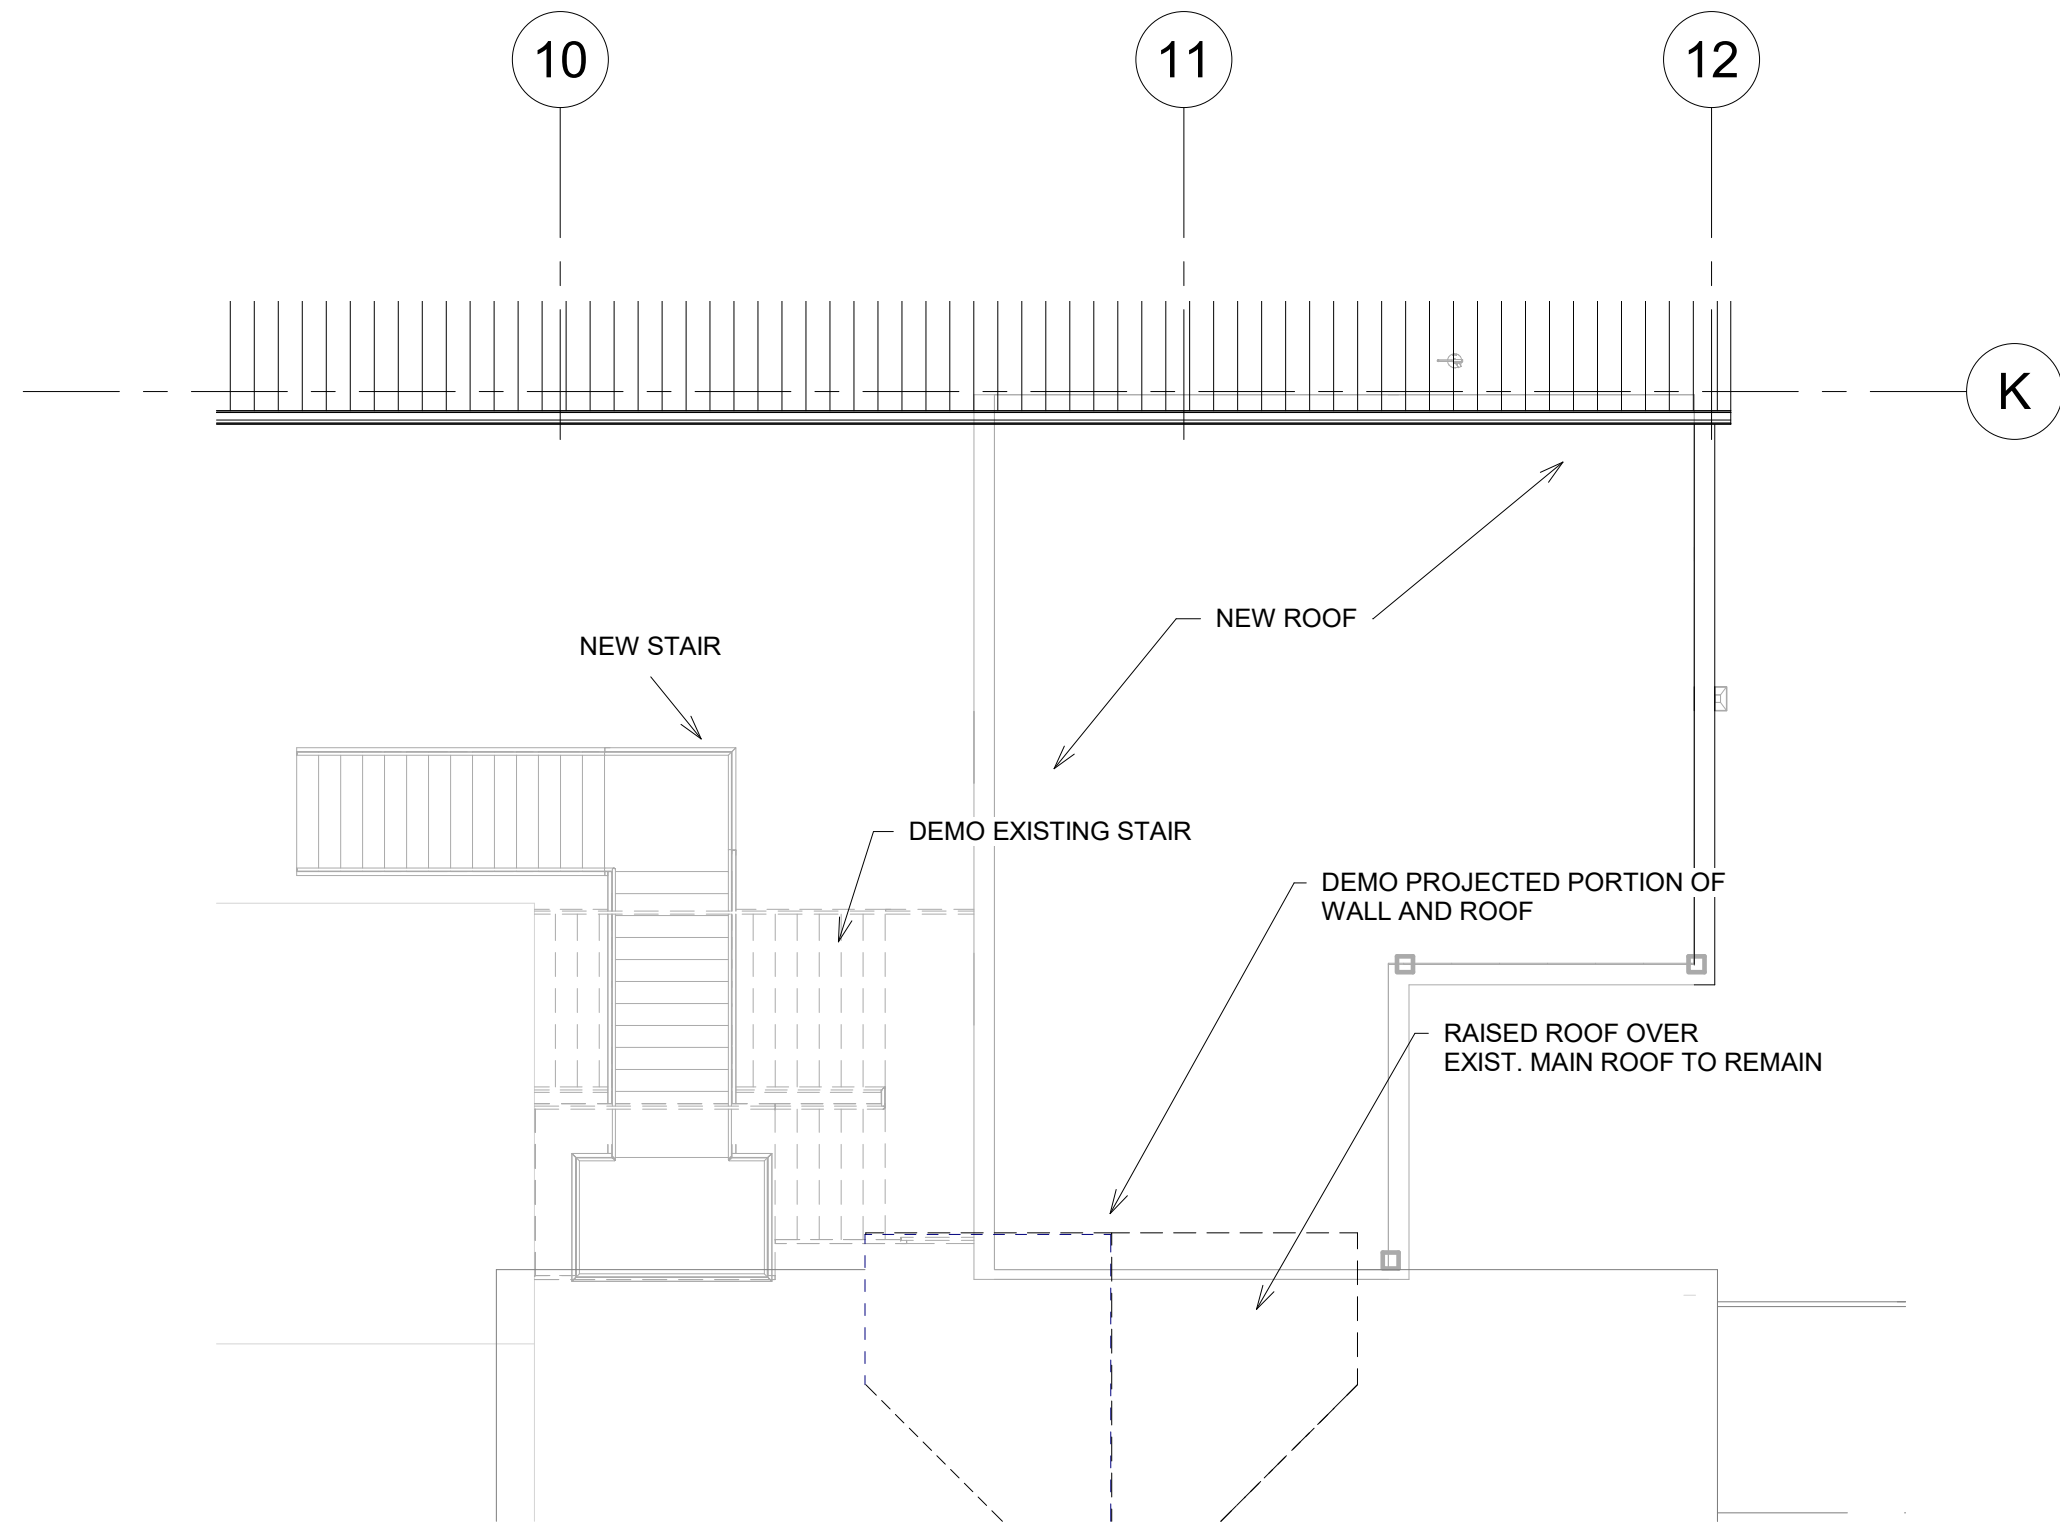 10
11
12
K
NEW ROOF
NEW STAIR
DEMO EXISTING STAIR
DEMO PROJECTED PORTION OF
WALL AND ROOF
RAISED ROOF OVER
EXIST. MAIN ROOF TO REMAIN